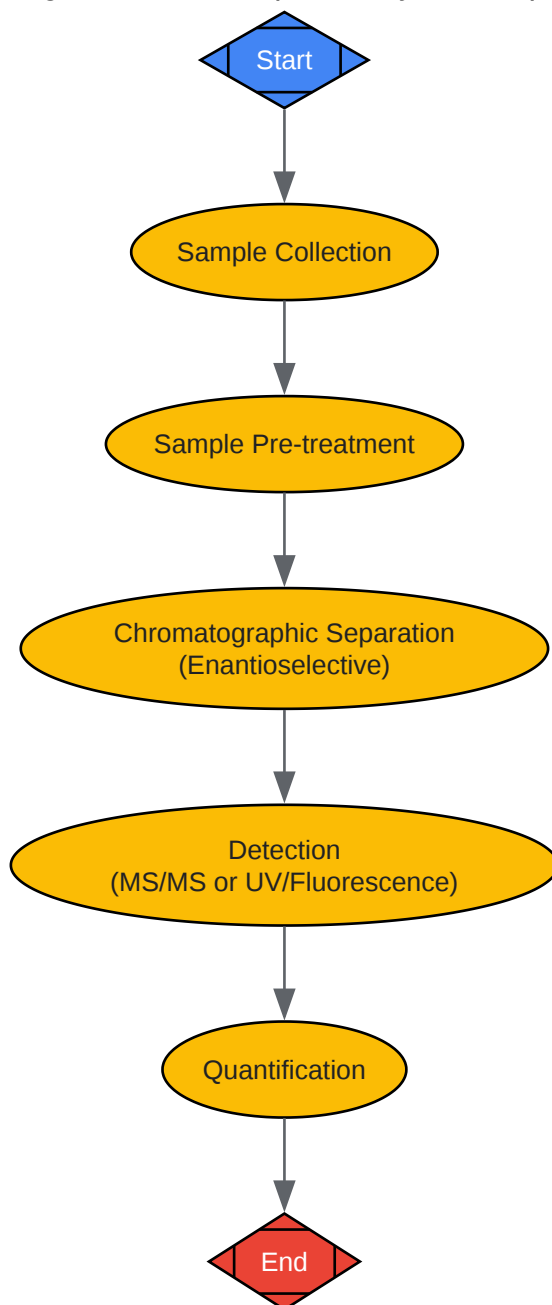 Start
Sample Collection
Sample Pre-treatment
Chromatographic Separation
(Enantioselective)
Detection
(MS/MS or UV/Fluorescence)
Quantification
End